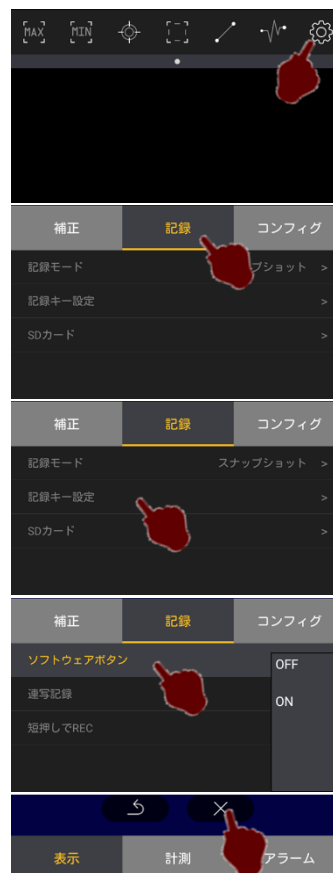 MAX MIN
補正 記録 コンフィグ
記録モード プショット >
記録キー設定 >
SDカード >
補正 記録 コンフィグ
記録モード スナップショット >
記録キー設定 >
SDカード >
補正 記録 コンフィグ
ソフトウェアボタン OFF
連写記録 ON
短押しでREC
表示 計測 アラーム